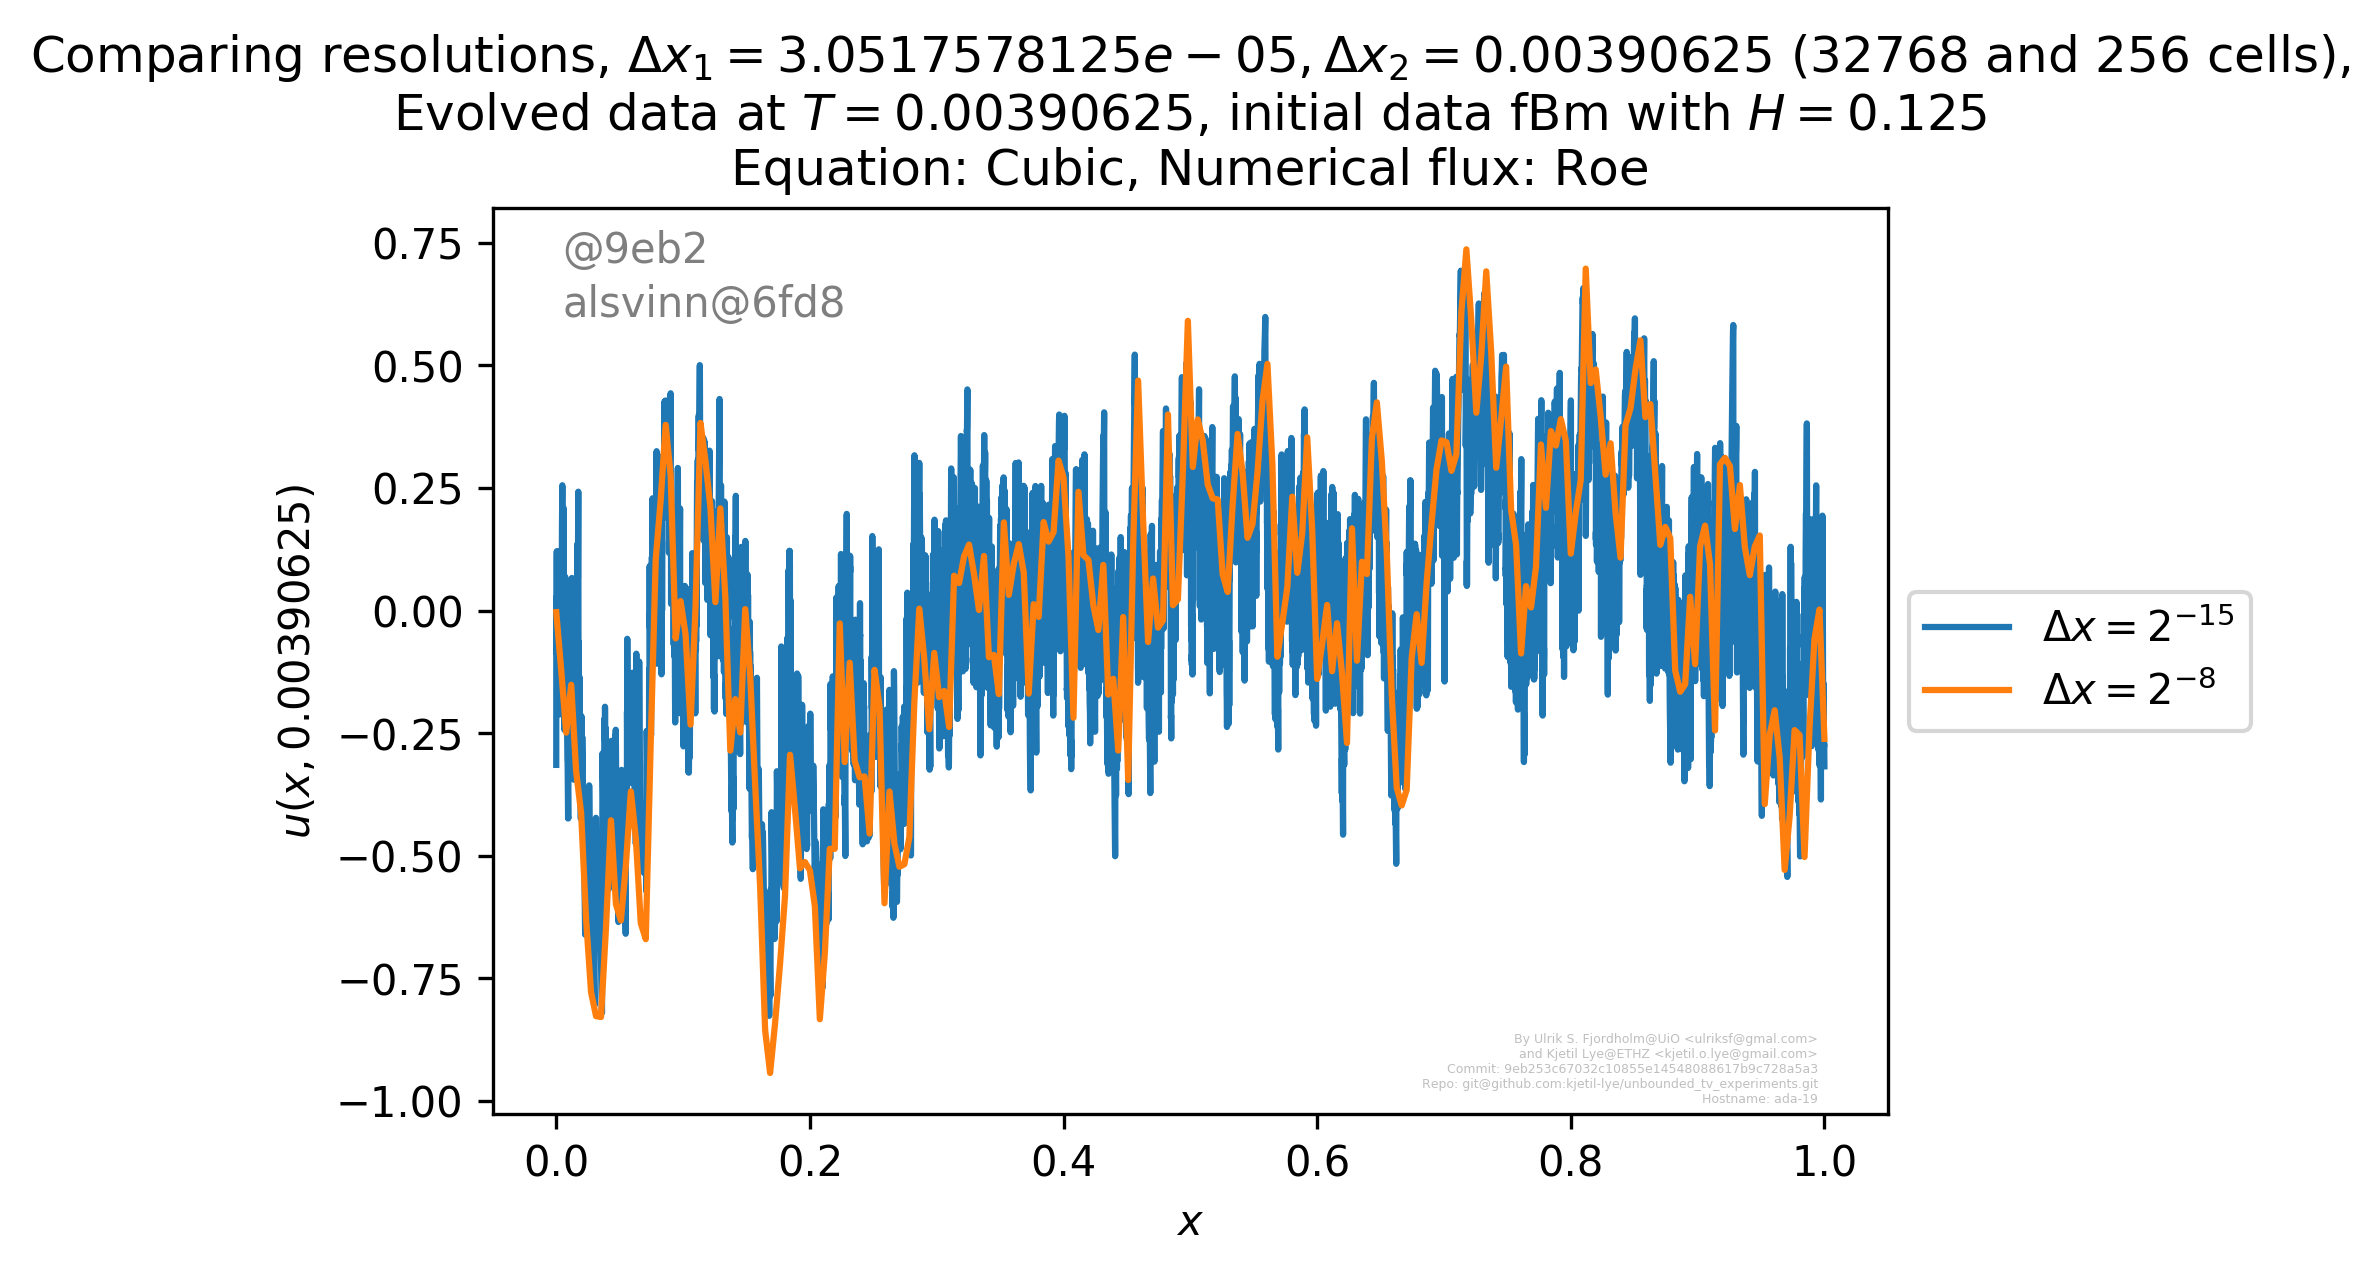 Comparing resolutions, Δx₁ = 3.0517578125e − 05, Δx₂ = 0.00390625 (32768 and 256 cells),
Evolved data at T = 0.00390625, initial data fBm with H = 0.125
Equation: Cubic, Numerical flux: Roe
@9eb2
alsvinn@6fd8
0.75
0.50
0.25
0.00
−0.25
−0.50
−0.75
−1.00
u(x, 0.00390625)
Δx = 2⁻¹⁵
Δx = 2⁻⁸
By Ulrik S. Fjordholm@UiO <ulriksf@gmal.com>
and Kjetil Lye@ETHZ <kjetil.o.lye@gmail.com>
Commit: 9eb253c67032c10855e14548088617b9c728a5a3
Repo: git@github.com:kjetil-lye/unbounded_tv_experiments.git
Hostname: ada-19
0.0 0.2 0.4 0.6 0.8 1.0
x